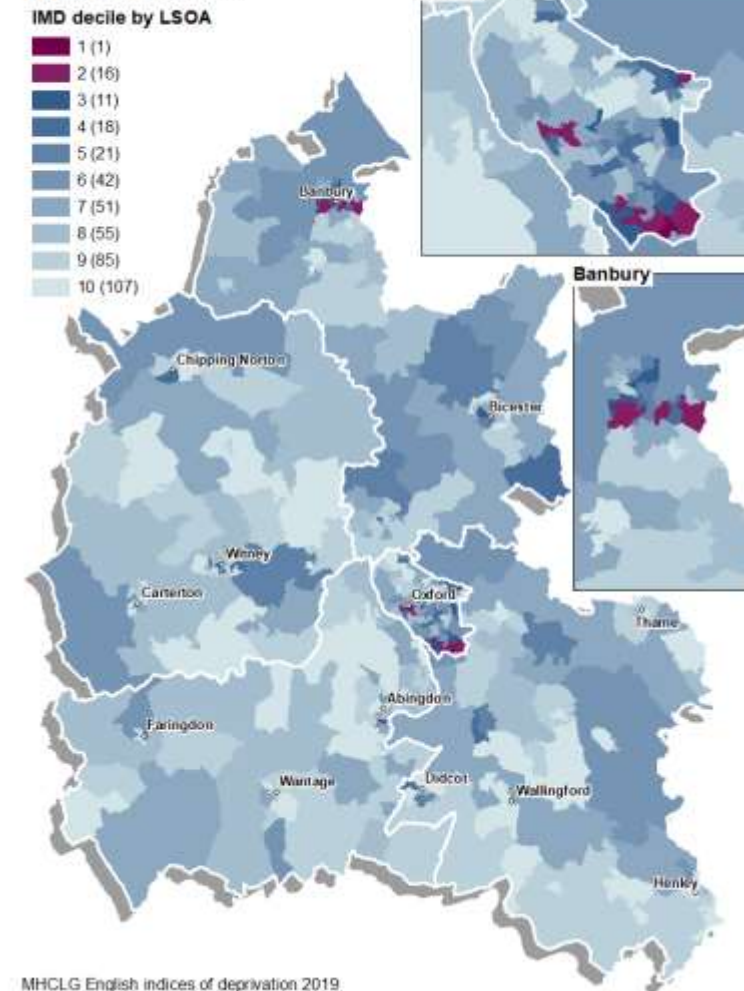 IMD decile by LSOA
1 (1)
2 (16)
3 (11)
4 (18)
5 (21)
6 (42)
7 (51)
8 (55)
9 (85)
10 (107)
Banbury
Banbury
Chipping Norton
Bicester
Witney
Carterton
Oxford
Thame
Abingdon
Faringdon
Wantage
Didcot
Wallingford
Henley
MHCLG English indices of deprivation 2019